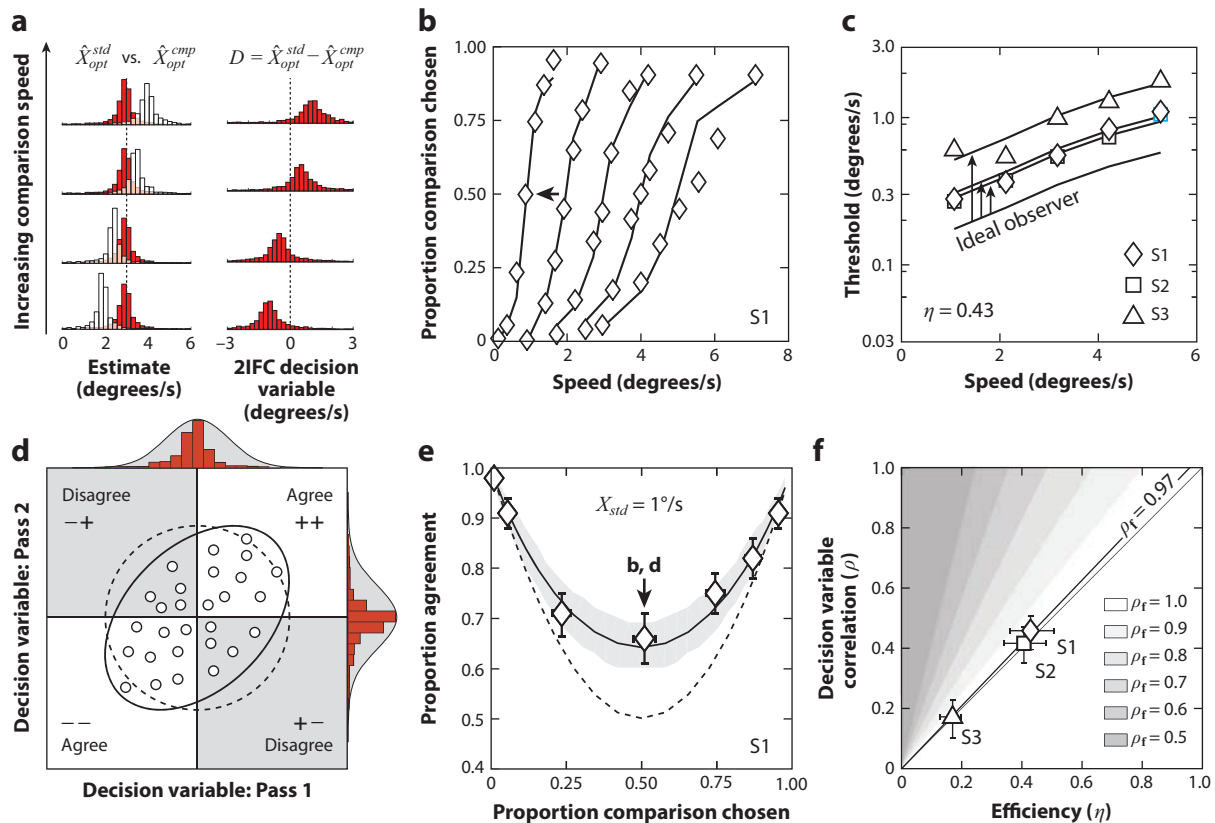 a
Increasing comparison speed
X̂ std opt vs. X̂ cmp opt
D = X̂ std opt − X̂ cmp opt
0 2 4 6
Estimate
(degrees/s)
−3 0 3
2IFC decision
variable
(degrees/s)
b
Proportion comparison chosen
1.00
0.75
0.50
0.25
0
0 2 4 6 8
S1
Speed (degrees/s)
c
Threshold (degrees/s)
3.0
1.0
0.3
0.1
0.03
Ideal observer
S1
S2
S3
η = 0.43
0 2 4 6
Speed (degrees/s)
d
Decision variable: Pass 2
Disagree
− +
Agree
++
− −
Agree
+ −
Disagree
Decision variable: Pass 1
e
Proportion agreement
1.0
0.9
0.8
0.7
0.6
0.5
0.4
X std = 1°/s
b, d
S1
0 0.25 0.50 0.75 1.00
Proportion comparison chosen
f
Decision variable
correlation (ρ)
1.0
0.8
0.6
0.4
0.2
0
ρf = 0.97
S1
S2
S3
ρf = 1.0
ρf = 0.9
ρf = 0.8
ρf = 0.7
ρf = 0.6
ρf = 0.5
0 0.2 0.4 0.6 0.8 1.0
Efficiency (η)